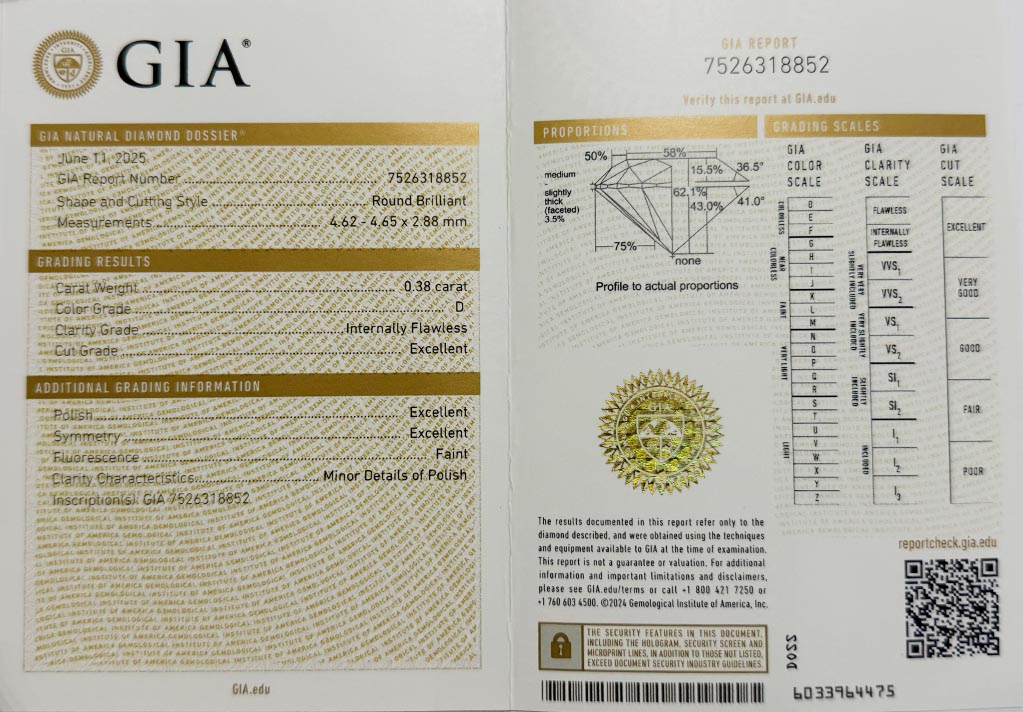 GIA®
GIA NATURAL DIAMOND DOSSIER®
June 11, 2025
GIA Report Number 7526318852
Shape and Cutting Style Round Brilliant
Measurements 4.62 - 4.65 x 2.88 mm
GRADING RESULTS
Carat Weight 0.38 carat
Color Grade D
Clarity Grade Internally Flawless
Cut Grade Excellent
ADDITIONAL GRADING INFORMATION
Polish Excellent
Symmetry Excellent
Fluorescence Faint
Clarity Characteristics Minor Details of Polish
Inscription(s): GIA 7526318852
GIA.edu
GIA REPORT
7526318852
Verify this report at GIA.edu
PROPORTIONS
50%
58%
15.5%
36.5°
medium
-
slightly
thick
(faceted)
3.5%
62.1%
43.0%
41.0°
75%
none
Profile to actual proportions
GRADING SCALES
GIA
COLOR
SCALE
COLORLESS
D
E
F
NEAR
COLORLESS
G
H
I
J
FAINT
K
L
M
VERY LIGHT
N
O
P
Q
R
LIGHT
S
T
U
V
W
X
Y
Z
GIA
CLARITY
SCALE
FLAWLESS
INTERNALLY
FLAWLESS
VERY VERY
SLIGHTLY INCLUDED
VVS1
VVS2
VERY SLIGHTLY
INCLUDED
VS1
VS2
SLIGHTLY
INCLUDED
SI1
SI2
INCLUDED
I1
I2
I3
GIA
CUT
SCALE
EXCELLENT
VERY
GOOD
GOOD
FAIR
POOR
The results documented in this report refer only to the
diamond described, and were obtained using the techniques
and equipment available to GIA at the time of examination.
This report is not a guarantee or valuation. For additional
information and important limitations and disclaimers,
please see GIA.edu/terms or call +1 800 421 7250 or
+1 760 603 4500. ©2024 Gemological Institute of America, Inc.
THE SECURITY FEATURES IN THIS DOCUMENT,
INCLUDING THE HOLOGRAM, SECURITY SCREEN AND
MICROPRINT LINES, IN ADDITION TO THOSE NOT LISTED,
EXCEED DOCUMENT SECURITY INDUSTRY GUIDELINES.
reportcheck.gia.edu
D022
6033964475